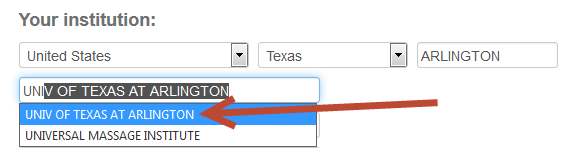 Your institution:
United States Texas ARLINGTON
UNIV OF TEXAS AT ARLINGTON
UNIV OF TEXAS AT ARLINGTON
UNIVERSAL MASSAGE INSTITUTE